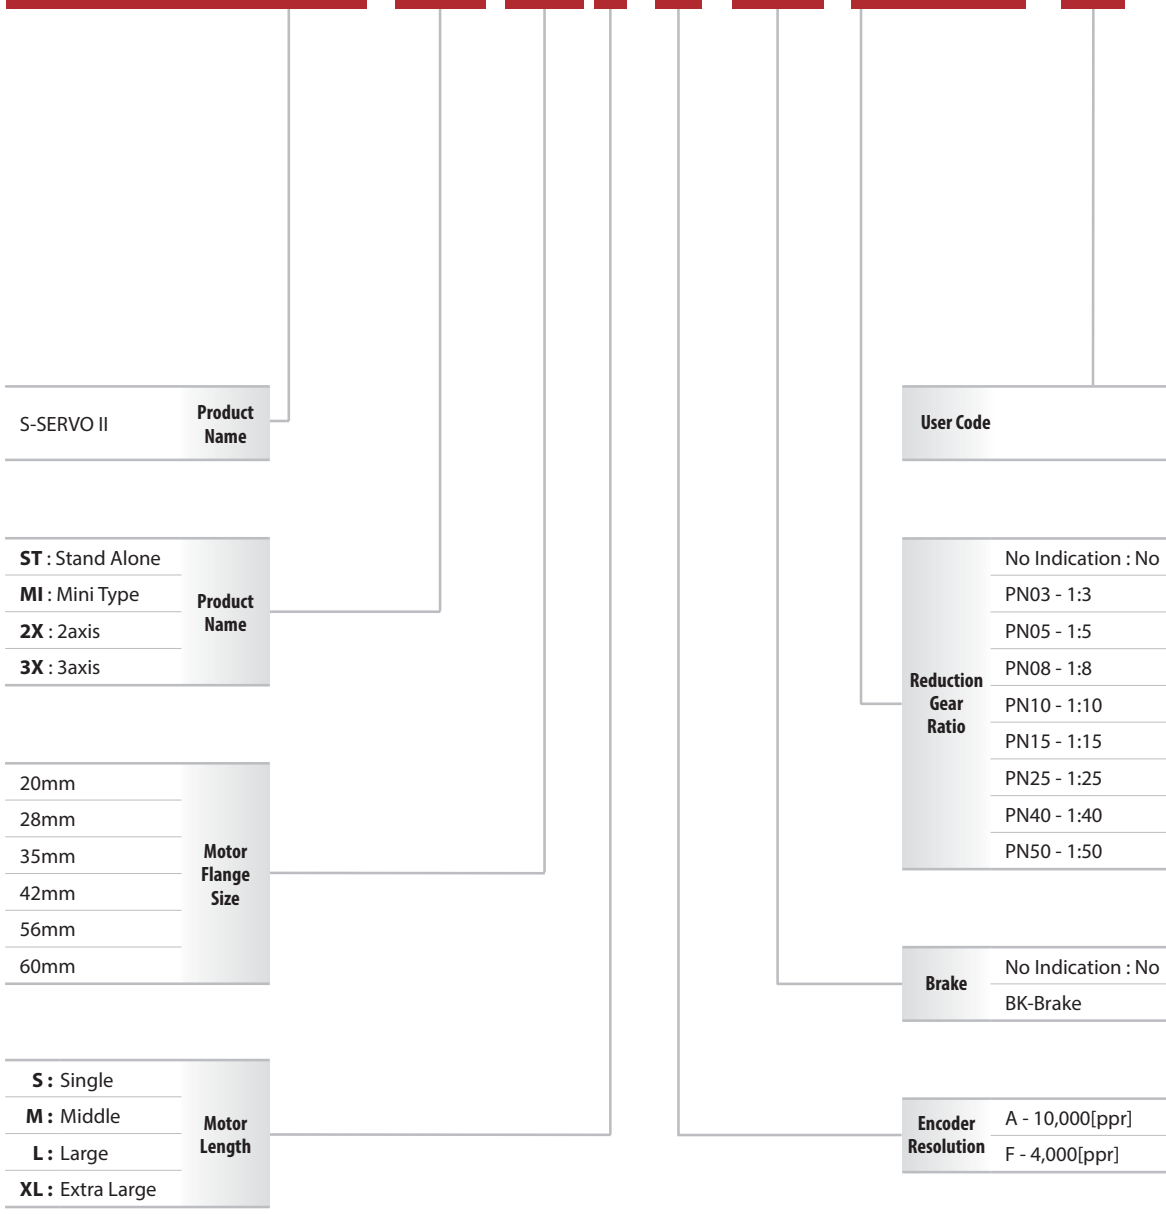 S-SERVO II
Product
Name
ST : Stand Alone
MI : Mini Type
2X : 2axis
3X : 3axis
Product
Name
20mm
28mm
35mm
42mm
56mm
60mm
Motor
Flange
Size
S : Single
M : Middle
L : Large
XL : Extra Large
Motor
Length
User Code
Reduction
Gear
Ratio
No Indication : No
PN03 - 1:3
PN05 - 1:5
PN08 - 1:8
PN10 - 1:10
PN15 - 1:15
PN25 - 1:25
PN40 - 1:40
PN50 - 1:50
Brake
No Indication : No
BK-Brake
Encoder
Resolution
A - 10,000[ppr]
F - 4,000[ppr]